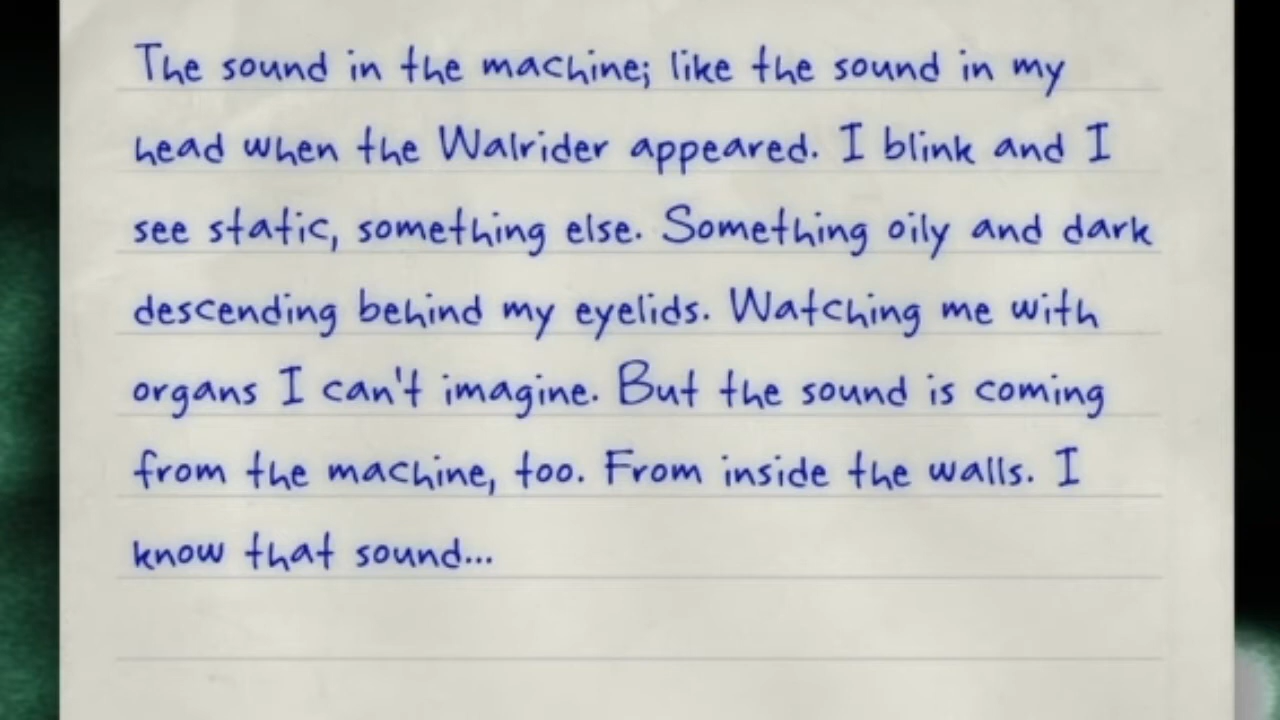 The sound in the machine; like the sound in my
head when the Walrider appeared. I blink and I
see static, something else. Something oily and dark
descending behind my eyelids. Watching me with
organs I can't imagine. But the sound is coming
from the machine, too. From inside the walls. I
know that sound...